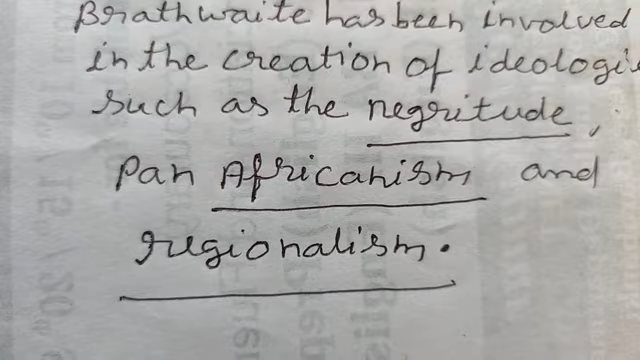 Brathwaite has been involved
in the creation of ideologi
such as the negritude,
Pan Africanism and
regionalism.